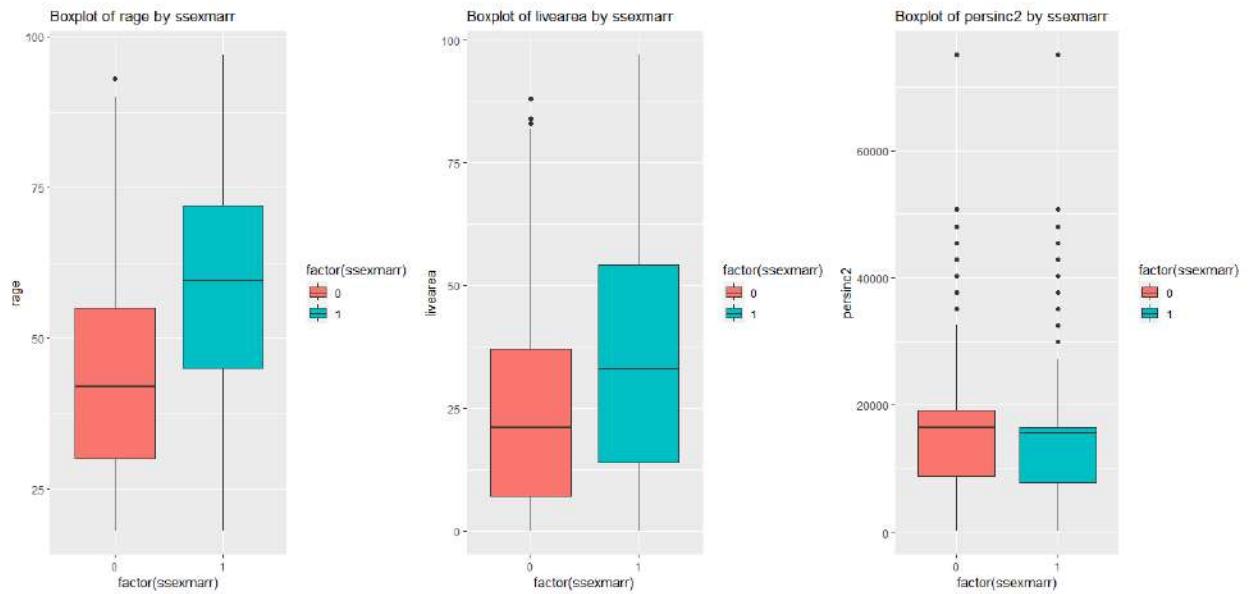 Boxplot of rage by ssexmarr
100
75
50
25
rage
0
1
factor(ssexmarr)
factor(ssexmarr)
0
1
Boxplot of livearea by ssexmarr
100
75
50
25
0
livearea
0
1
factor(ssexmarr)
factor(ssexmarr)
0
1
Boxplot of persinc2 by ssexmarr
60000
40000
20000
0
persinc2
0
1
factor(ssexmarr)
factor(ssexmarr)
0
1